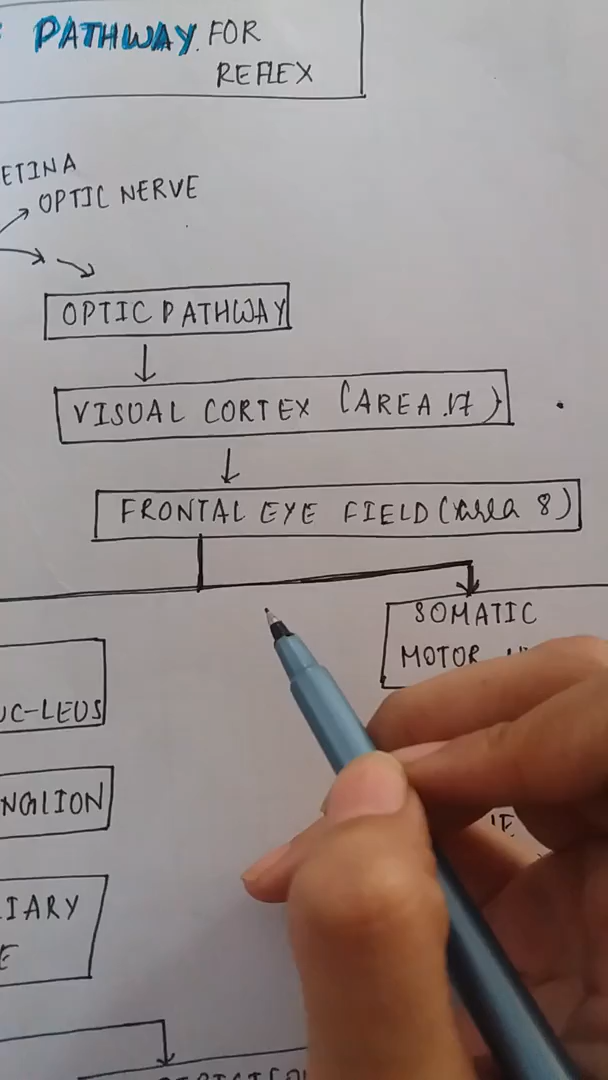 PATHWAY. FOR
REFLEX
ETINA
OPTIC NERVE
OPTIC PATHWAY
VISUAL CORTEX (AREA.17)
FRONTAL EYE FIELD (area 8)
SOMATIC
MOTOR
UC-LEUS
NGLION
IARY
E